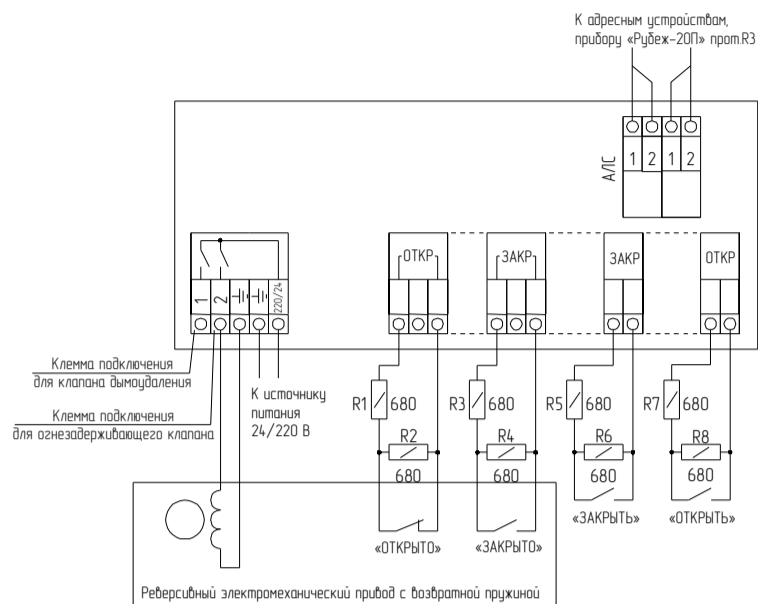 К адресным устройствам,
прибору «Рубеж-20П» прот.R3
А/ЛС
1 2 1 2
ОТКР.
ЗАКР.
ЗАКР
ОТКР
1 2 220/24
Клемма подключения
для клапана дымоудаления
Клемма подключения
для огнезадерживающего клапана
К источнику
питания
24/220 В
R1 680
R3 680
R5 680
R7 680
R2
R4
R6
R8
680
680
680
680
«ОТКРЫТО»
«ЗАКРЫТО»
«ЗАКРЫТЬ»
«ОТКРЫТЬ»
Реверсивный электромеханический привод с возвратной пружиной